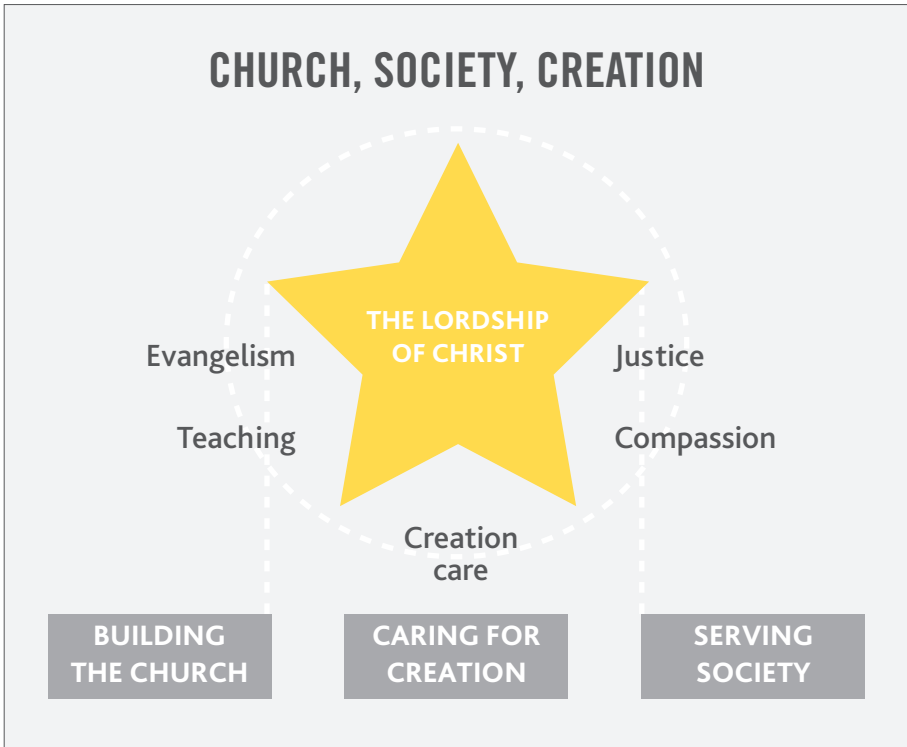 CHURCH, SOCIETY, CREATION
THE LORDSHIP
OF CHRIST
Evangelism
Teaching
Justice
Compassion
Creation
care
BUILDING
THE CHURCH
CARING FOR
CREATION
SERVING
SOCIETY